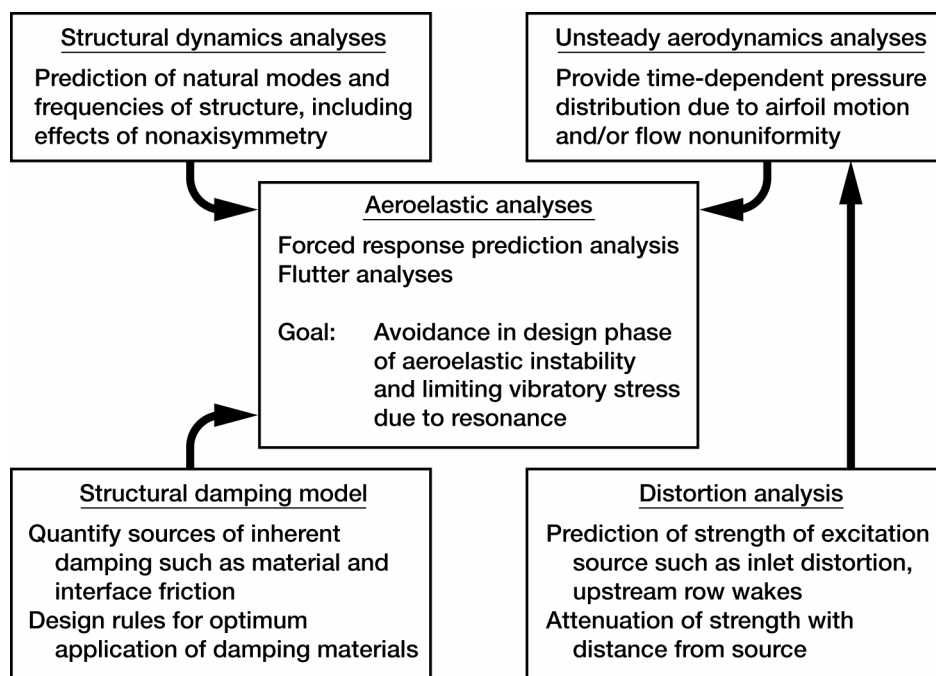 Structural dynamics analyses
Prediction of natural modes and
frequencies of structure, including
effects of nonaxisymmetry
Unsteady aerodynamics analyses
Provide time-dependent pressure
distribution due to airfoil motion
and/or flow nonuniformity
Aeroelastic analyses
Forced response prediction analysis
Flutter analyses
Goal: Avoidance in design phase
of aeroelastic instability
and limiting vibratory stress
due to resonance
Structural damping model
Quantify sources of inherent
damping such as material and
interface friction
Design rules for optimum
application of damping materials
Distortion analysis
Prediction of strength of excitation
source such as inlet distortion,
upstream row wakes
Attenuation of strength with
distance from source